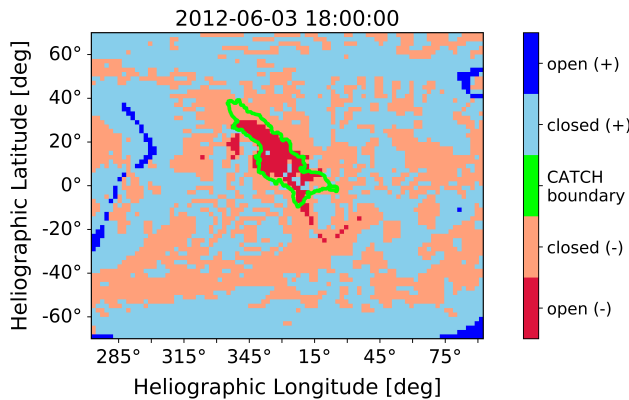 2012-06-03 18:00:00
Heliographic Latitude [deg]
60°
40°
20°
0°
-20°
-40°
-60°
285°
315°
345°
15°
45°
75°
Heliographic Longitude [deg]
open (+)
closed (+)
CATCH
boundary
closed (-)
open (-)